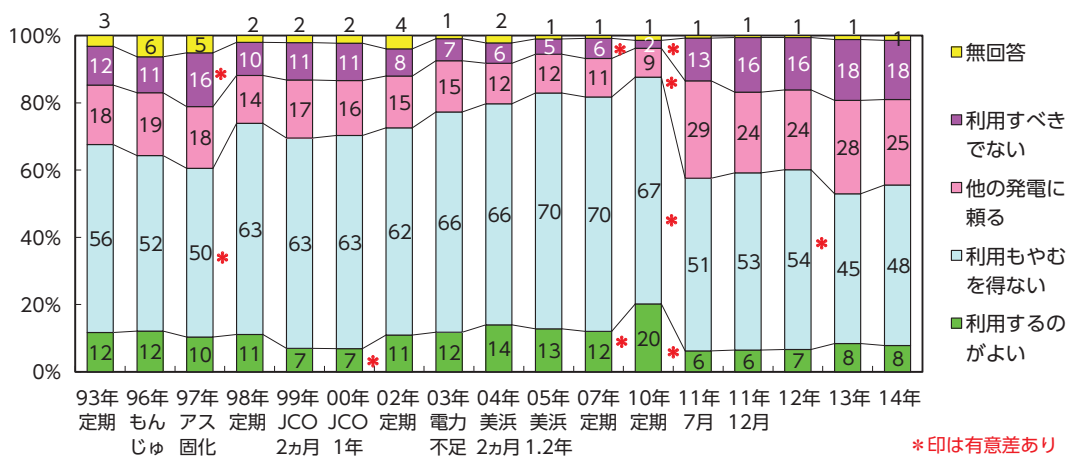 3 2 2 2 4 1 2 1 1 1 1 1 1 1 1
100%
80%
60%
40%
20%
0%
12 6 5 10 11 11 8 7 6 5 6 2 13 16 16 18 18
11 16
18 19 18 14 17 16 15 15 12 12 11 9 29 24 24 28 25
56 52 50 63 63 63 62 66 66 70 70 67 51 53 54 45 48
12 12 10 11 7 7 11 12 14 13 12 20 6 6 7 8 8
* * * * * * * * * *
無回答
利用すべき
でない
他の発電に
頼る
利用もやむ
を得ない
利用するの
がよい
93年 96年 97年 98年 99年 00年 02年 03年 04年 05年 07年 10年 11年 11年 12年 13年 14年
定期 もん アス 定期 JCO JCO 定期 電力 美浜 美浜 定期 定期 7月 12月
じゅ 固化 2ヵ月 1年 不足 2ヵ月 1.2年
*印は有意差あり